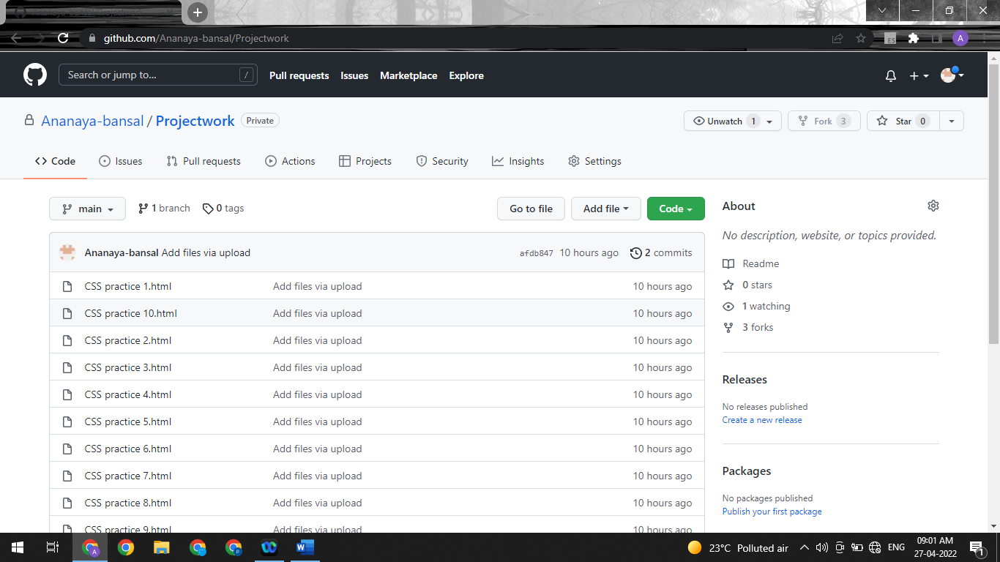 github.com/Ananaya-bansal/Projectwork
ES
A
Search or jump to...
/
Pull requests Issues Marketplace Explore
Ananaya-bansal / Projectwork Private
Unwatch 1 Fork 3 Star 0
Code Issues Pull requests Actions Projects Security Insights Settings
main 1 branch 0 tags Go to file Add file Code
Ananaya-bansal Add files via upload afdb847 10 hours ago 2 commits
CSS practice 1.html Add files via upload 10 hours ago
CSS practice 10.html Add files via upload 10 hours ago
CSS practice 2.html Add files via upload 10 hours ago
CSS practice 3.html Add files via upload 10 hours ago
CSS practice 4.html Add files via upload 10 hours ago
CSS practice 5.html Add files via upload 10 hours ago
CSS practice 6.html Add files via upload 10 hours ago
CSS practice 7.html Add files via upload 10 hours ago
CSS practice 8.html Add files via upload 10 hours ago
CSS practice 9.html Add files via upload 10 hours ago
About
No description, website, or topics provided.
Readme
0 stars
1 watching
3 forks
Releases
No releases published
Create a new release
Packages
No packages published
Publish your first package
23°C Polluted air ENG 09:01 AM
27-04-2022
1